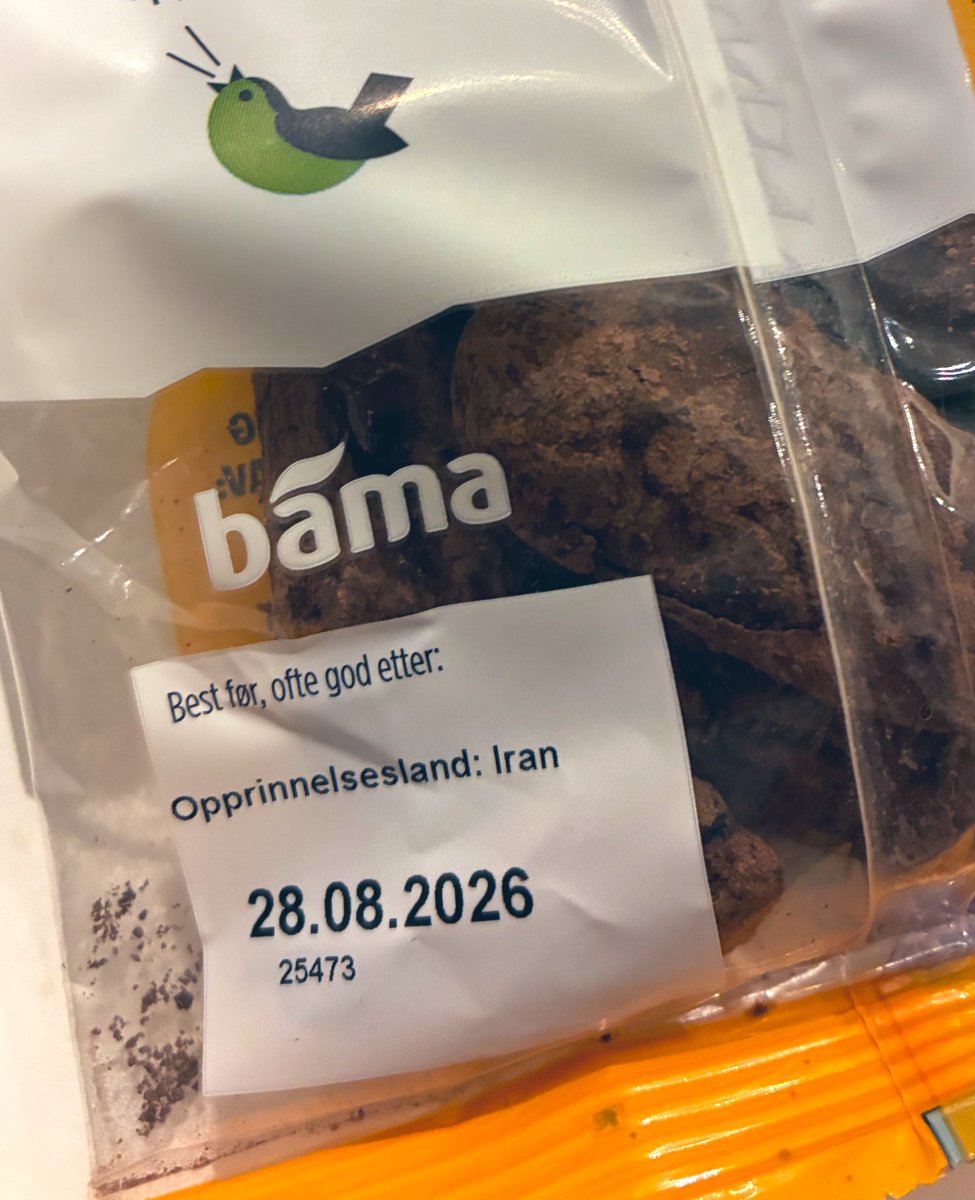 bama
Best før, ofte god etter:
Opprinnelsesland: Iran
28.08.2026
25473